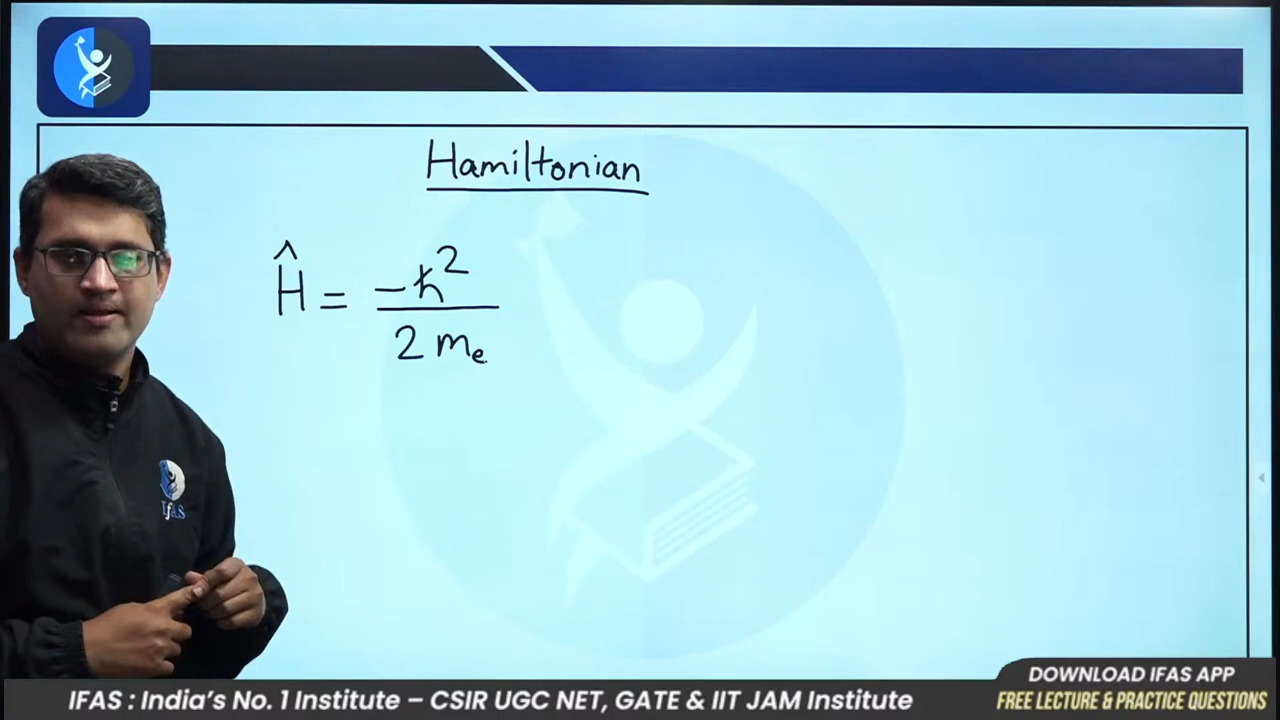 Hamiltonian
Ĥ = -ħ²
2 mₑ
IFAS
DOWNLOAD IFAS APP
FREE LECTURE & PRACTICE QUESTIONS
IFAS : India's No. 1 Institute – CSIR UGC NET, GATE & IIT JAM Institute